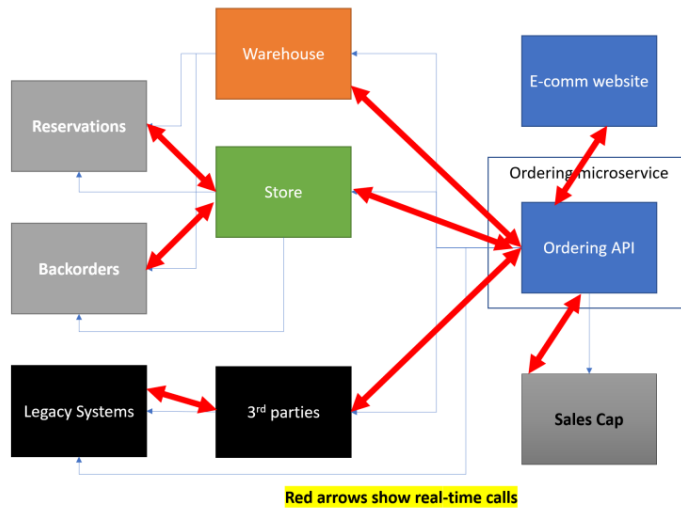 Warehouse
E-comm website
Reservations
Ordering microservice
Store
Ordering API
Backorders
Legacy Systems
3rd parties
Sales Cap
Red arrows show real-time calls